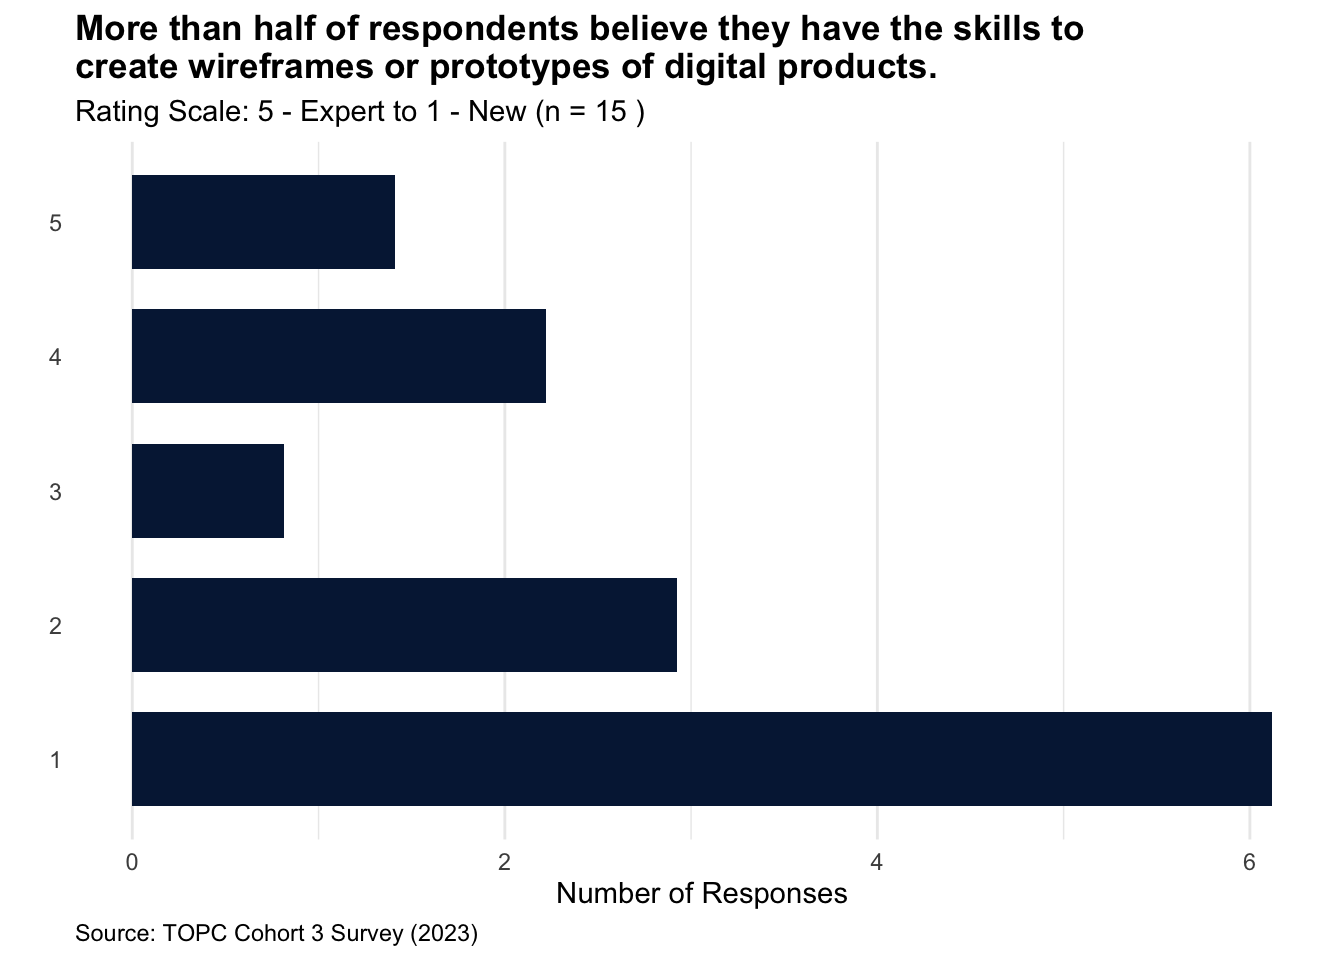 More than half of respondents believe they have the skills to
create wireframes or prototypes of digital products.
Rating Scale: 5 - Expert to 1 - New (n = 15 )
5
4
3
2
1
0 2 4 6
Number of Responses
Source: TOPC Cohort 3 Survey (2023)